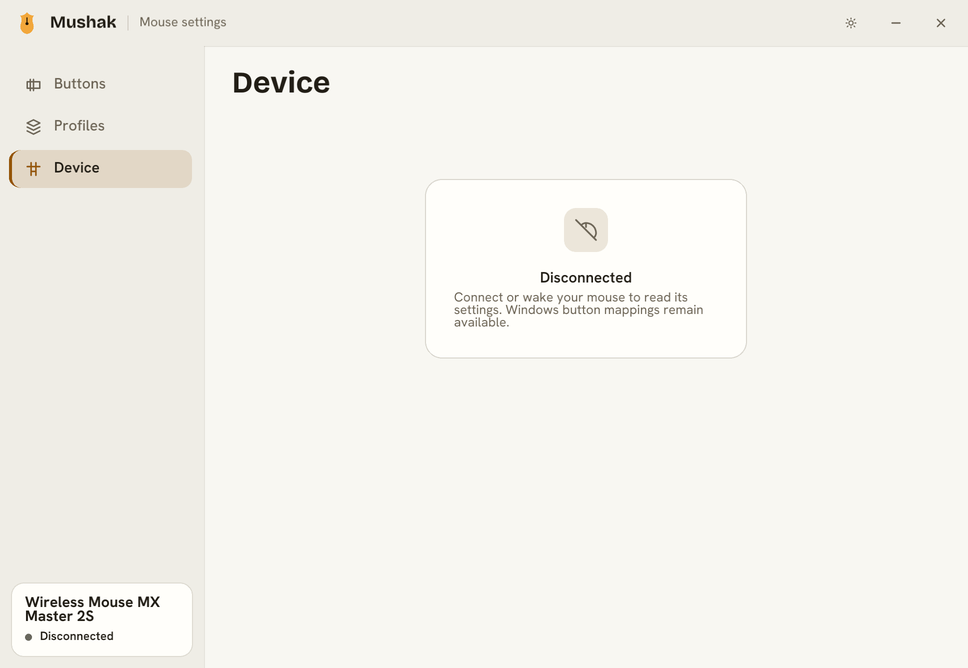 Mushak
Mouse settings
Buttons
Profiles
Device
Device
Disconnected
Connect or wake your mouse to read its
settings. Windows button mappings remain
available.
Wireless Mouse MX
Master 2S
Disconnected